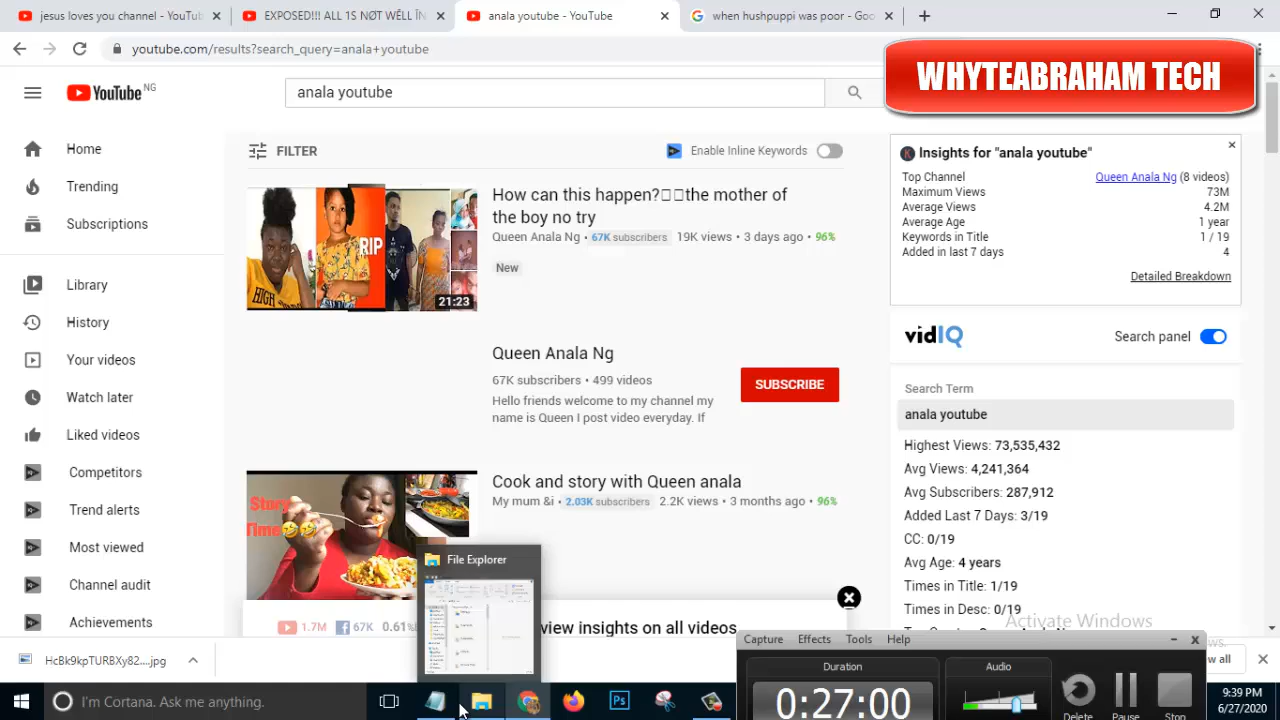 jesus loves you channel - YouTub
EXPOSED!!! ALL 1S NØT WÉLL ÎN
anala youtube - YouTube
when hushpuppi was poor - Goo
youtube.com/results?search_query=anala+youtube
WHYTEABRAHAM TECH
YouTube NG
anala youtube
Home
Trending
Subscriptions
Library
History
Your videos
Watch later
Liked videos
Competitors
Trend alerts
Most viewed
Channel audit
Achievements
FILTER
Enable Inline Keywords
How can this happen?the mother of
the boy no try
Queen Anala Ng • 67K subscribers • 19K views • 3 days ago • 96%
New
RIP
HIGH
21:23
Queen Anala Ng
67K subscribers • 499 videos
Hello friends welcome to my channel my
name is Queen I post video everyday. If
SUBSCRIBE
Cook and story with Queen anala
My mum &i • 2.03K subscribers • 2.2K views • 3 months ago • 96%
Story
Time
File Explorer
1.7M 67K 0.61%
view insights on all videos
Insights for "anala youtube"
Top Channel Queen Anala Ng (8 videos)
Maximum Views 73M
Average Views 4.2M
Average Age 1 year
Keywords in Title 1 / 19
Added in last 7 days 4
Detailed Breakdown
vidIQ
Search panel
Search Term
anala youtube
Highest Views: 73,535,432
Avg Views: 4,241,364
Avg Subscribers: 287,912
Added Last 7 Days: 3/19
CC: 0/19
Avg Age: 4 years
Times in Title: 1/19
Times in Desc: 0/19
Activate Windows
Capture Effects Tools Help
Duration
0:27:00
Audio
Delete
Pause
Stop
HcBk9kpTURBXy82....jpg
w all
I'm Cortana. Ask me anything.
Ps
9:39 PM
6/27/2020